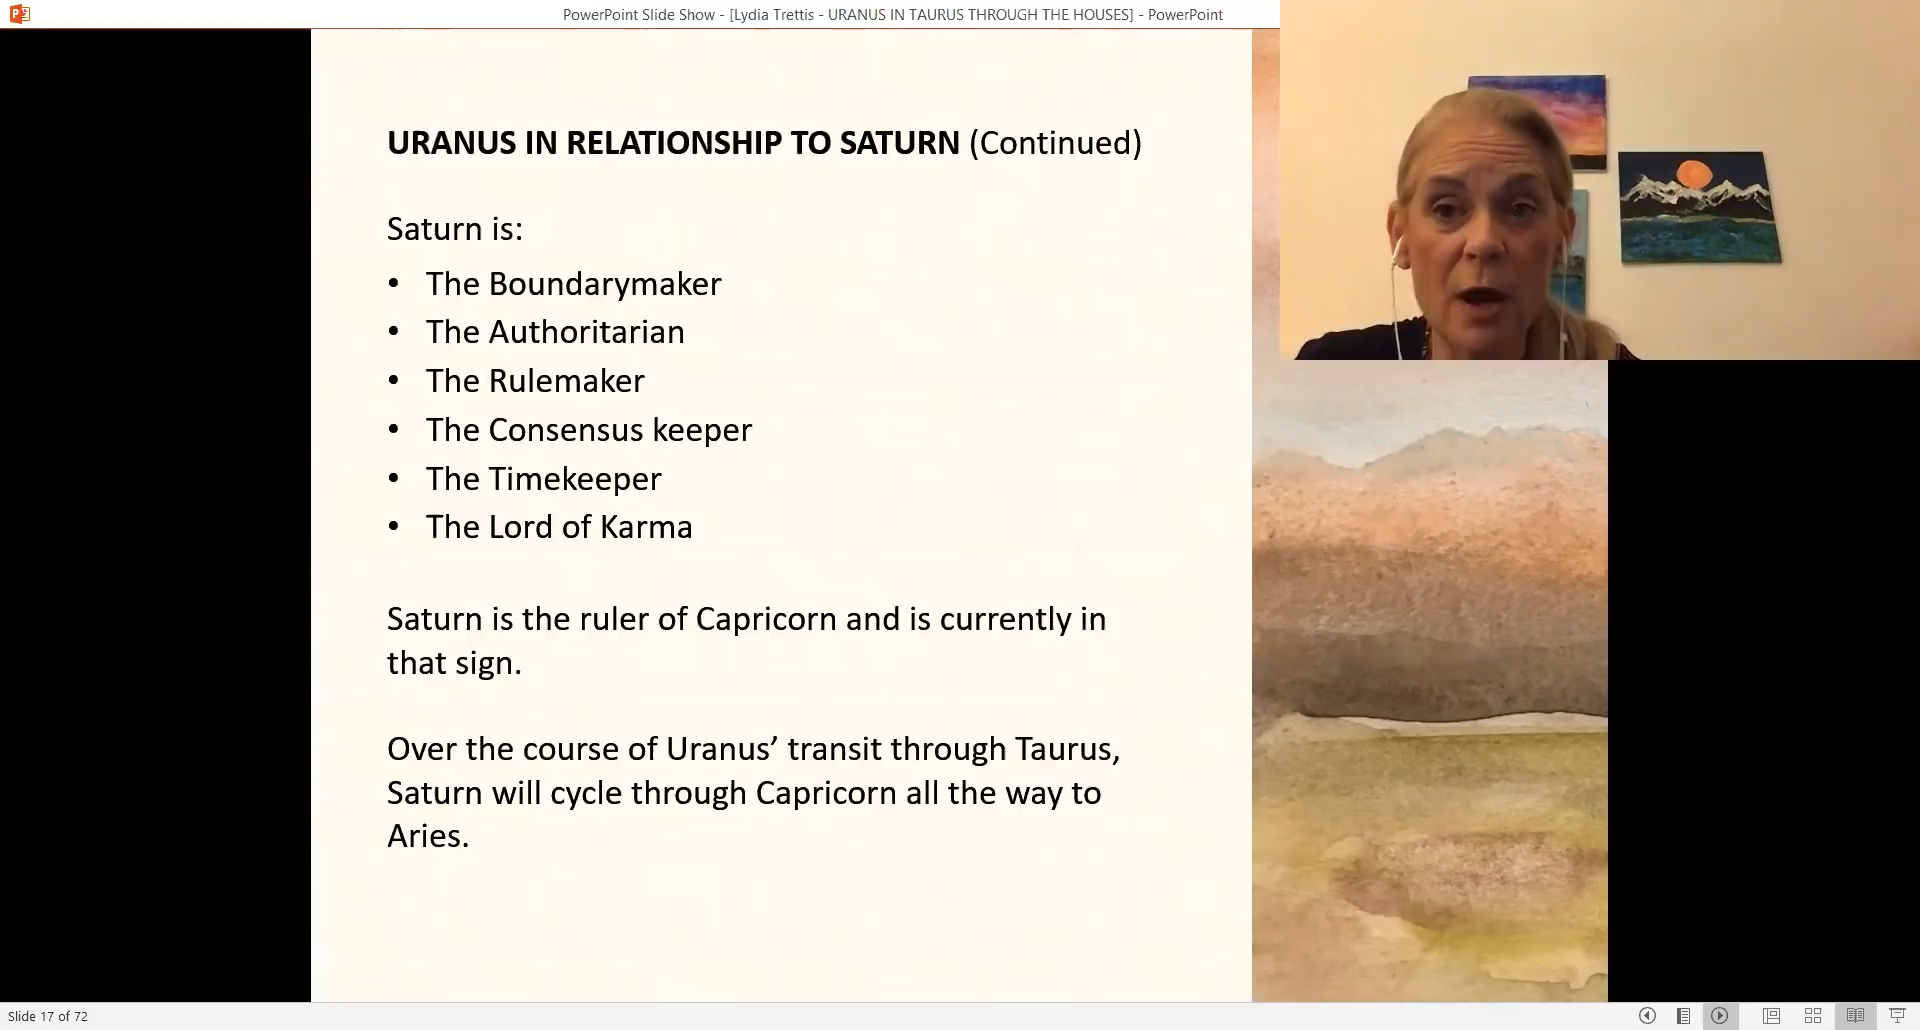 PowerPoint Slide Show - [Lydia Trettis - URANUS IN TAURUS THROUGH THE HOUSES] - PowerPoint
URANUS IN RELATIONSHIP TO SATURN (Continued)
Saturn is:
• The Boundarymaker
• The Authoritarian
• The Rulemaker
• The Consensus keeper
• The Timekeeper
• The Lord of Karma
Saturn is the ruler of Capricorn and is currently in
that sign.
Over the course of Uranus’ transit through Taurus,
Saturn will cycle through Capricorn all the way to
Aries.
Slide 17 of 72